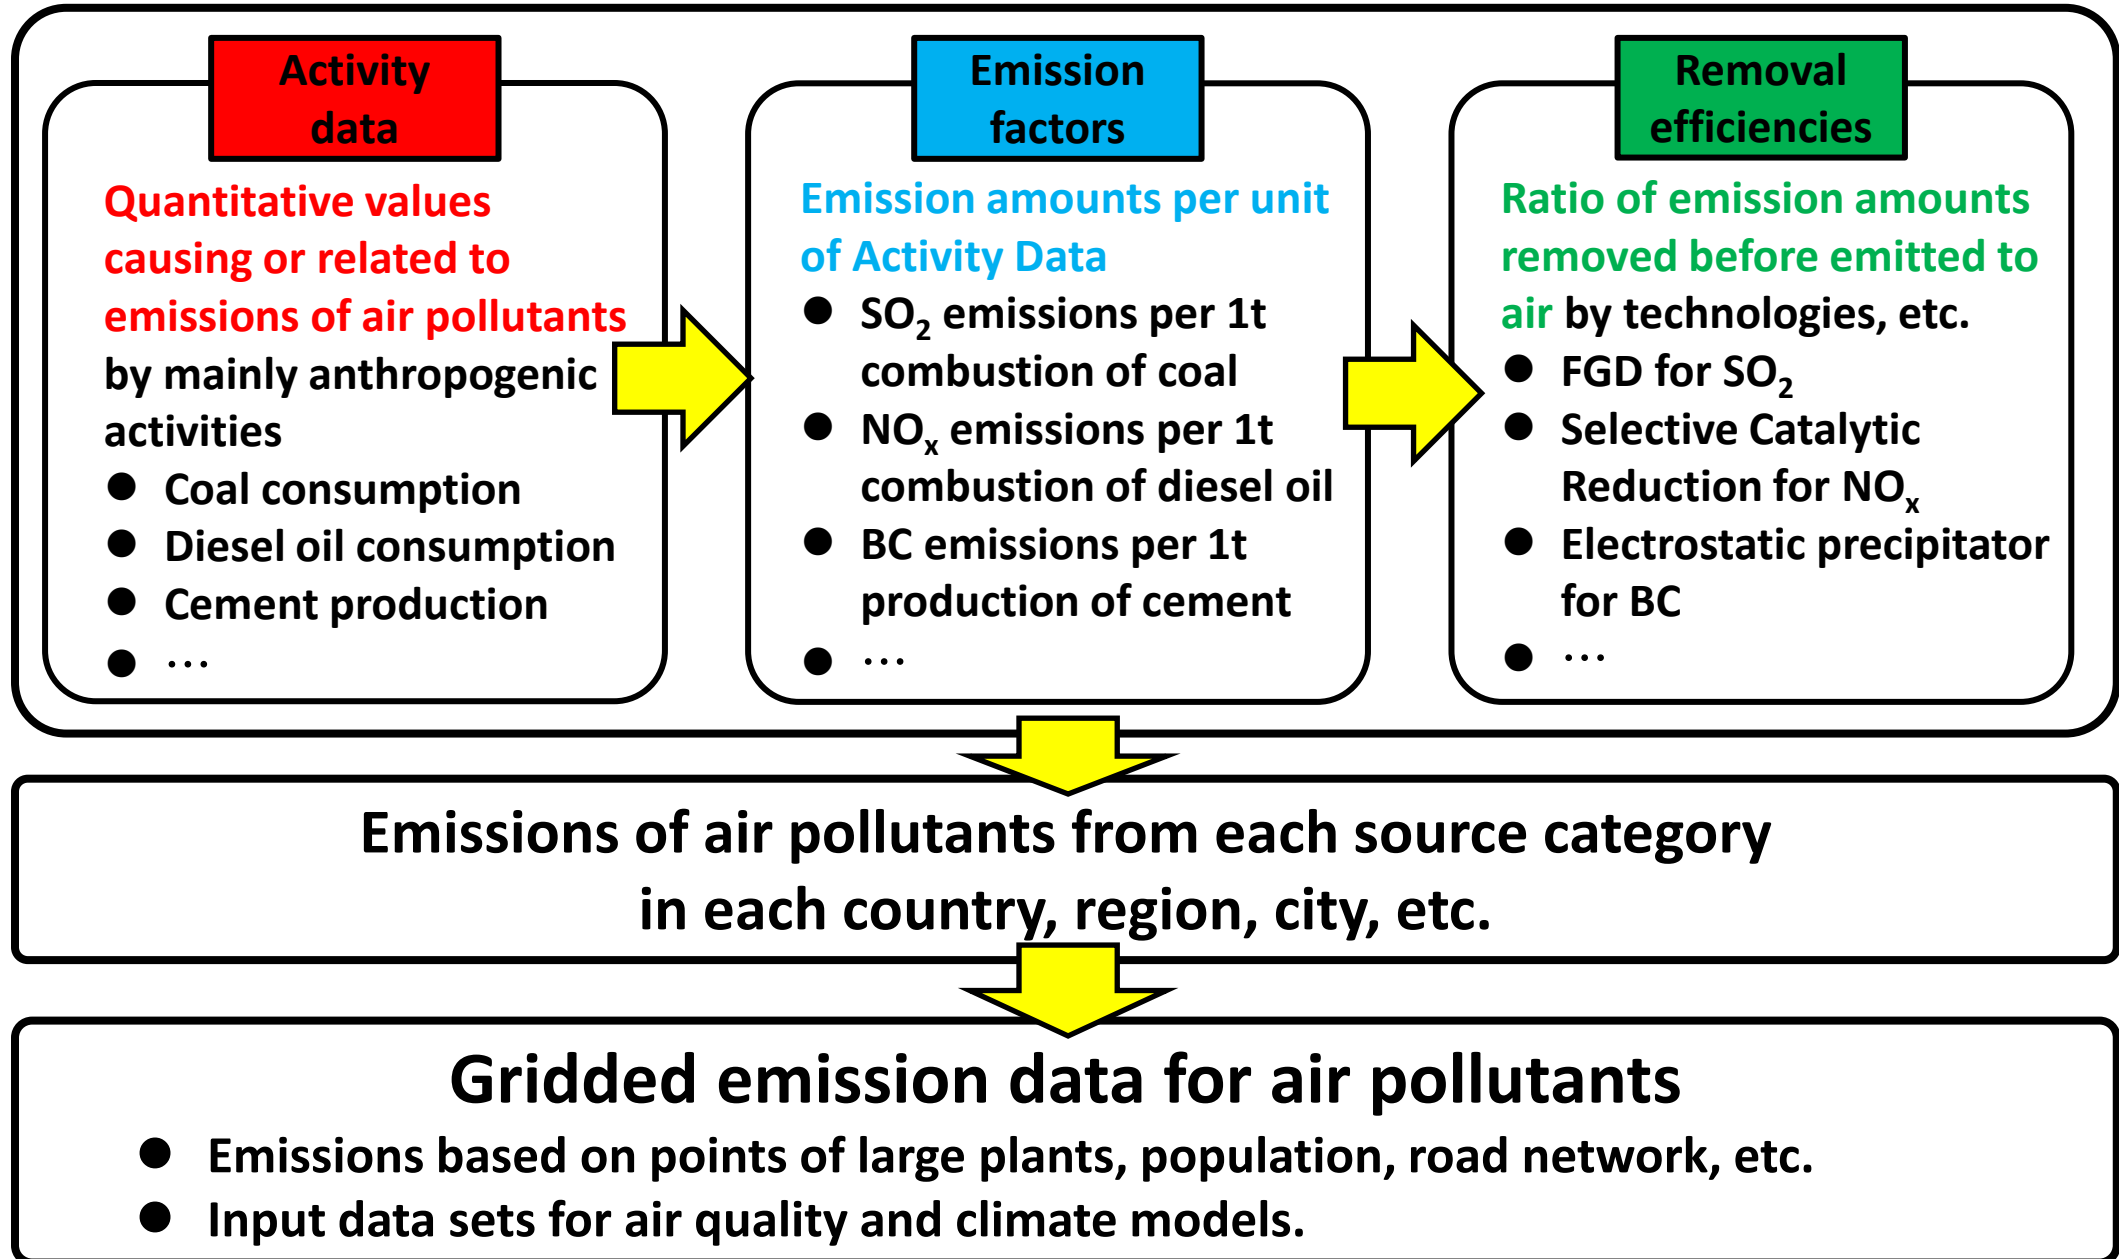 Activity
data
Quantitative values
causing or related to
emissions of air pollutants
by mainly anthropogenic
activities
● Coal consumption
● Diesel oil consumption
● Cement production
● …
Emission
factors
Emission amounts per unit
of Activity Data
● SO₂ emissions per 1t
combustion of coal
● NOₓ emissions per 1t
combustion of diesel oil
● BC emissions per 1t
production of cement
● …
Removal
efficiencies
Ratio of emission amounts
removed before emitted to
air by technologies, etc.
● FGD for SO₂
● Selective Catalytic
Reduction for NOₓ
● Electrostatic precipitator
for BC
● …
Emissions of air pollutants from each source category
in each country, region, city, etc.
Gridded emission data for air pollutants
● Emissions based on points of large plants, population, road network, etc.
● Input data sets for air quality and climate models.